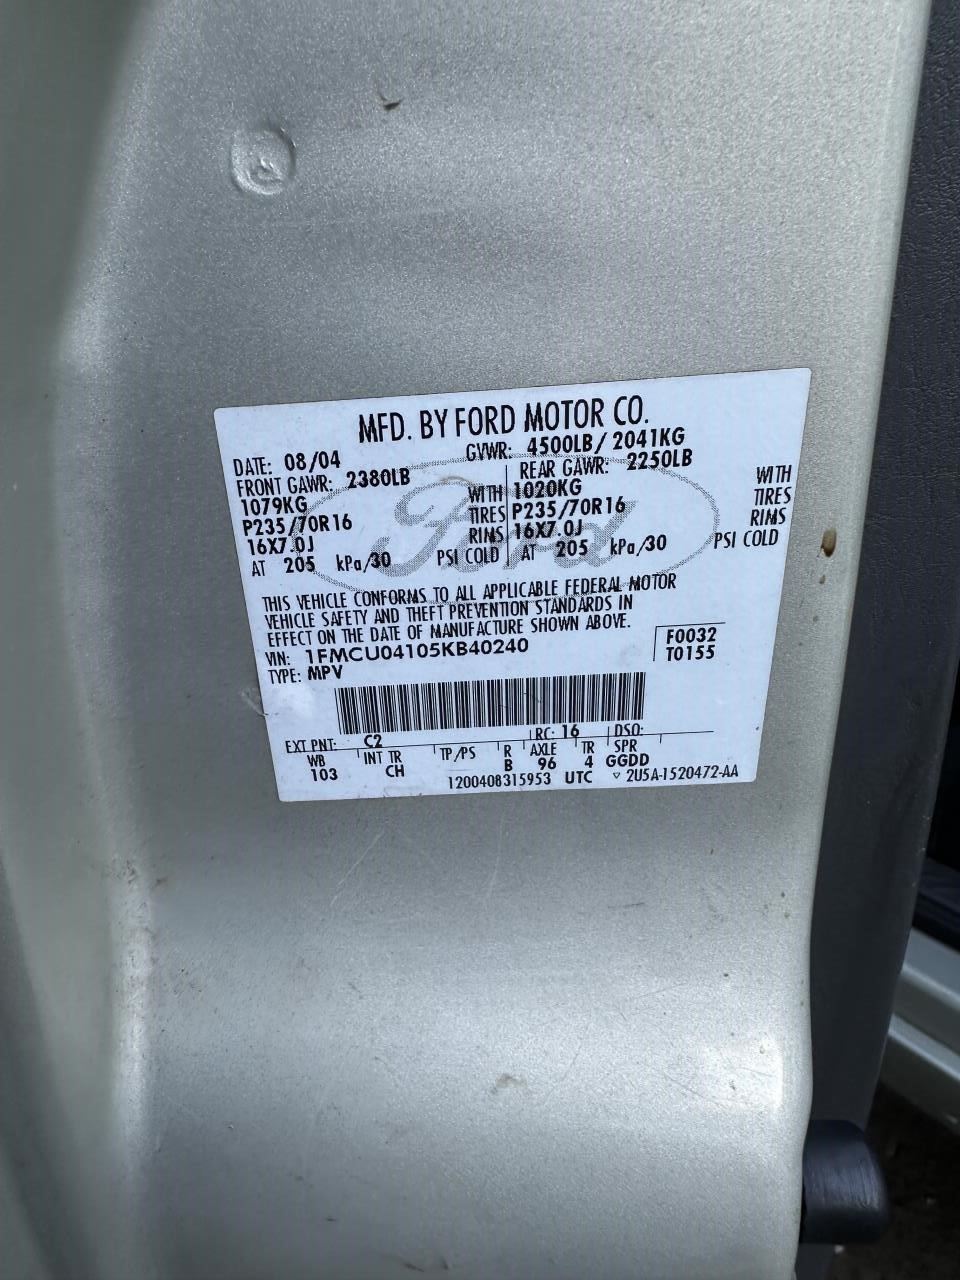 MFD. BY FORD MOTOR CO.
DATE: 08/04 GVWR: 4500LB/ 2041KG
FRONT GAWR: 2380LB REAR GAWR: 2250LB
1079KG WITH 1020KG WITH
P235/70R16 TIRES P235/70R16 TIRES
16X7.0J RIMS 16X7.0J RIMS
AT 205 kPa/30 PSI COLD AT 205 kPa/30 PSI COLD
Ford
THIS VEHICLE CONFORMS TO ALL APPLICABLE FEDERAL MOTOR
VEHICLE SAFETY AND THEFT PREVENTION STANDARDS IN
EFFECT ON THE DATE OF MANUFACTURE SHOWN ABOVE.
VIN: 1FMCU04105KB40240 F0032
TYPE: MPV T0155
EXT PNT: C2 RC: 16 DSO:
WB INT TR TP/PS R AXLE TR SPR
103 CH B 96 4 GGDD
1200408315953 UTC ▽ 2U5A-1520472-AA